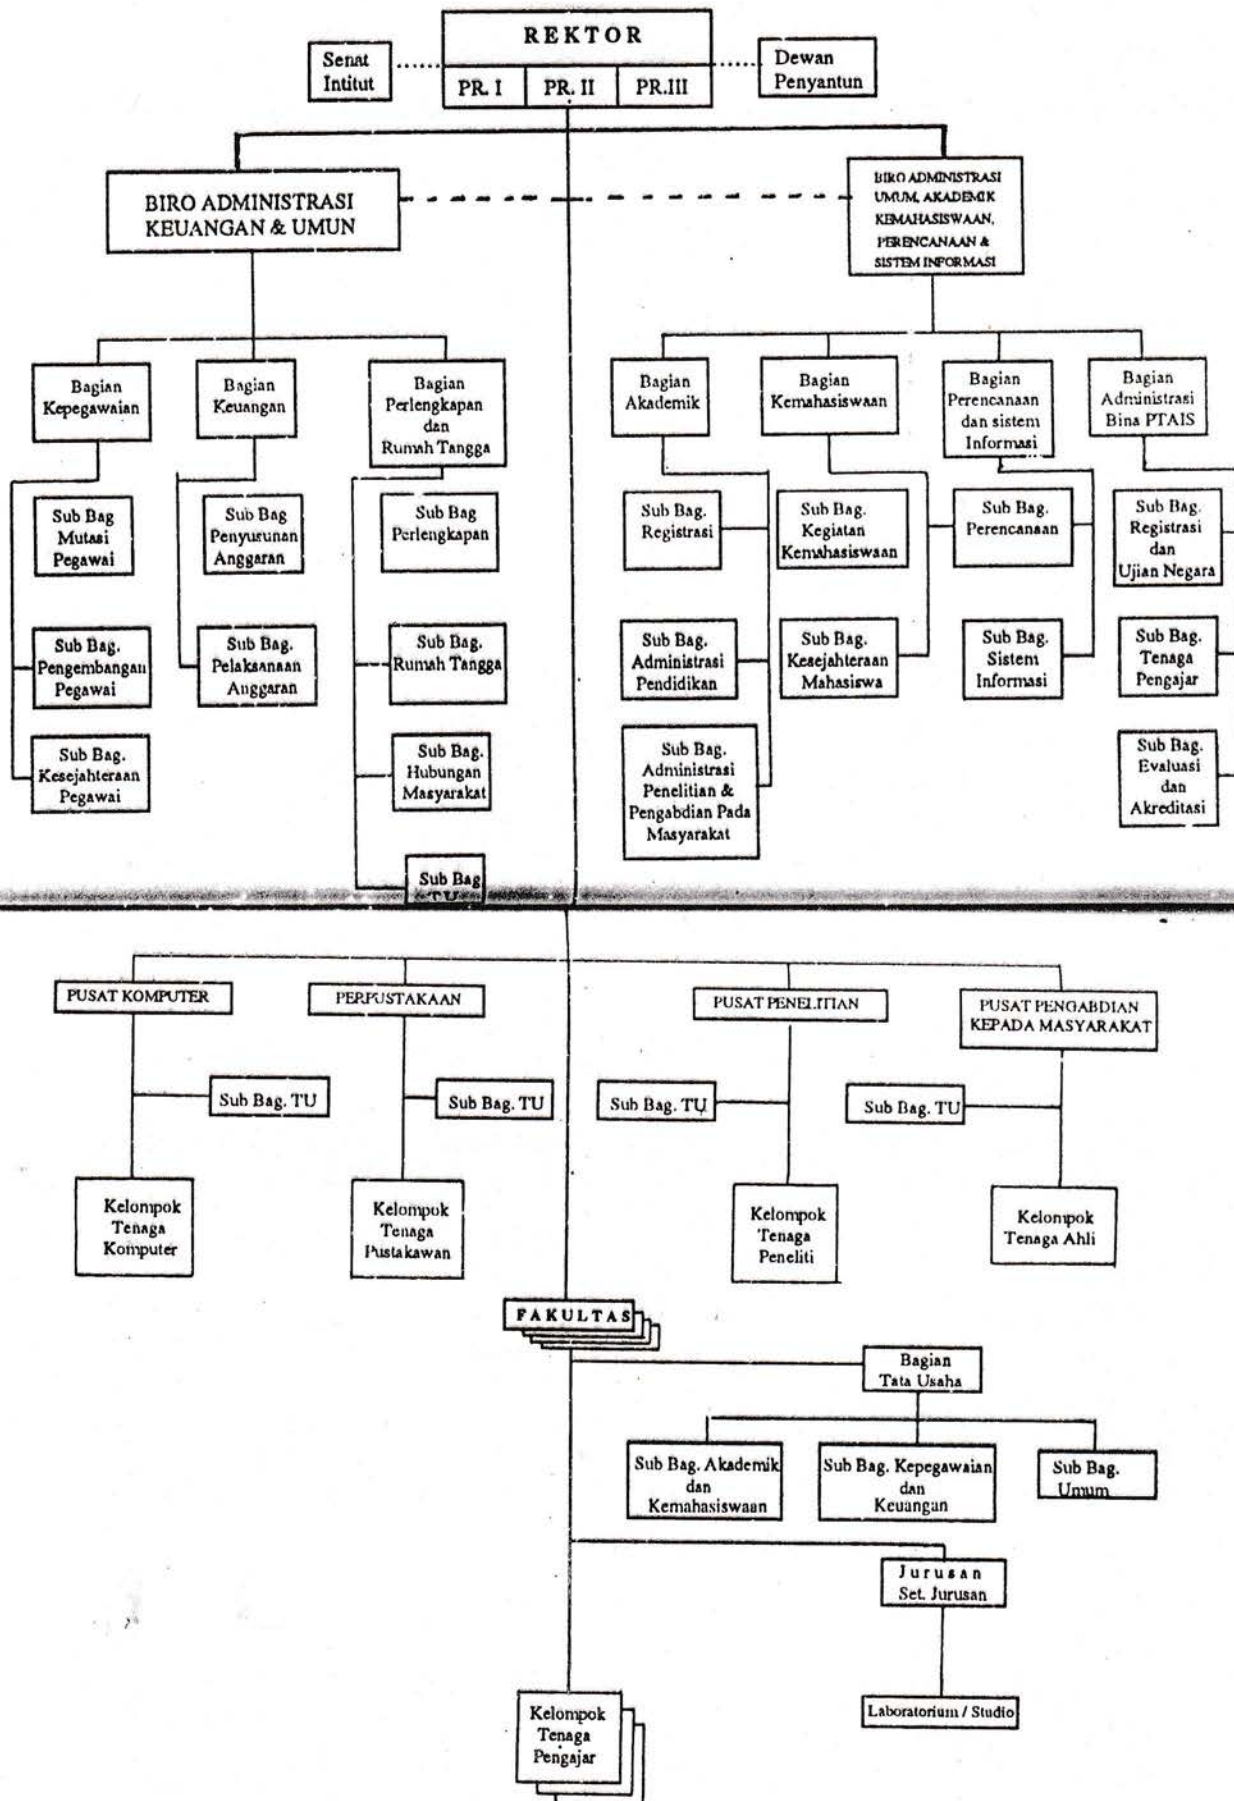 REKTOR
PR. I
PR. II
PR.III
Senat
Intitut
Dewan
Penyantun
BIRO ADMINISTRASI
KEUANGAN & UMUN
BIRO ADMINISTRASI
UMUM, AKADEMIK
KEMAHASISWAAN,
PERENCANAAN &
SISTEM INFORMASI
Bagian
Kepegawaian
Bagian
Keuangan
Bagian
Perlengkapan
dan
Rumah Tangga
Bagian
Akademik
Bagian
Kemahasiswaan
Bagian
Perencanaan
dan sistem
Informasi
Bagian
Administrasi
Bina PTAIS
Sub Bag
Mutasi
Pegawai
Sub Bag
Penyusunan
Anggaran
Sub Bag
Perlengkapan
Sub Bag.
Registrasi
Sub Bag.
Kegiatan
Kemahasiswaan
Sub Bag.
Perencanaan
Sub Bag.
Registrasi
dan
Ujian Negara
Sub Bag.
Pengembangan
Pegawai
Sub Bag.
Pelaksanaan
Anggaran
Sub Bag.
Rumah Tangga
Sub Bag.
Administrasi
Pendidikan
Sub Bag.
Kesejahteraan
Mahasiswa
Sub Bag.
Sistem
Informasi
Sub Bag.
Tenaga
Pengajar
Sub Bag.
Kesejahteraan
Pegawai
Sub Bag.
Hubungan
Masyarakat
Sub Bag.
Administrasi
Penelitian &
Pengabdian Pada
Masyarakat
Sub Bag.
Evaluasi
dan
Akreditasi
Sub Bag
TU
PUSAT KOMPUTER
PERPUSTAKAAN
PUSAT PENELITIAN
PUSAT PENGABDIAN
KEPADA MASYARAKAT
Sub Bag. TU
Sub Bag. TU
Sub Bag. TU
Sub Bag. TU
Kelompok
Tenaga
Komputer
Kelompok
Tenaga
Pustakawan
Kelompok
Tenaga
Peneliti
Kelompok
Tenaga Ahli
FAKULTAS
Bagian
Tata Usaha
Sub Bag. Akademik
dan
Kemahasiswaan
Sub Bag. Kepegawaian
dan
Keuangan
Sub Bag.
Umum
Jurusan
Set. Jurusan
Laboratorium / Studio
Kelompok
Tenaga
Pengajar